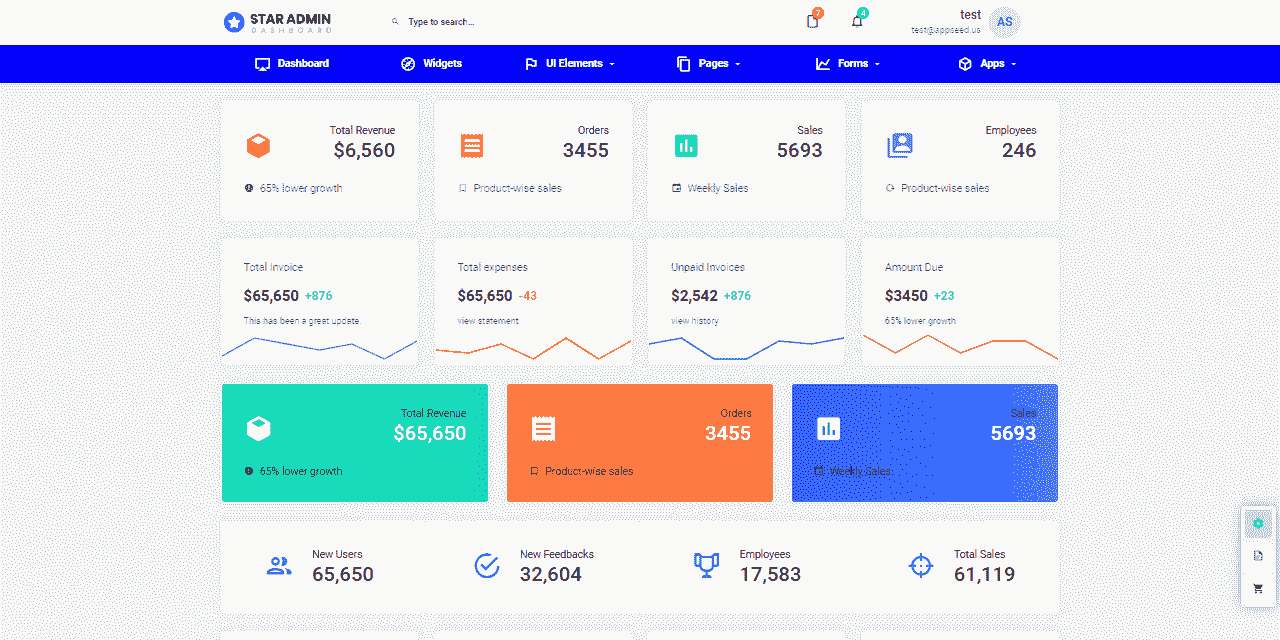 STAR ADMIN
DASHBOARD
Type to search...
7
4
test
test@appseed.us
AS
Dashboard
Widgets
UI Elements
Pages
Forms
Apps
Total Revenue
$6,560
65% lower growth
Orders
3455
Product-wise sales
Sales
5693
Weekly Sales
Employees
246
Product-wise sales
Total Invoice
$65,650 +876
This has been a great update.
Total expenses
$65,650 -43
view statement
Unpaid Invoices
$2,542 +876
view history
Amount Due
$3450 +23
65% lower growth
Total Revenue
$65,650
65% lower growth
Orders
3455
Product-wise sales
Sales
5693
Weekly Sales
New Users
65,650
New Feedbacks
32,604
Employees
17,583
Total Sales
61,119